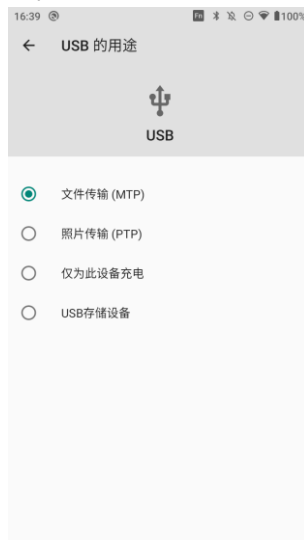 16:39 100%
USB 的用途
USB
文件传输 (MTP)
照片传输 (PTP)
仅为此设备充电
USB存储设备